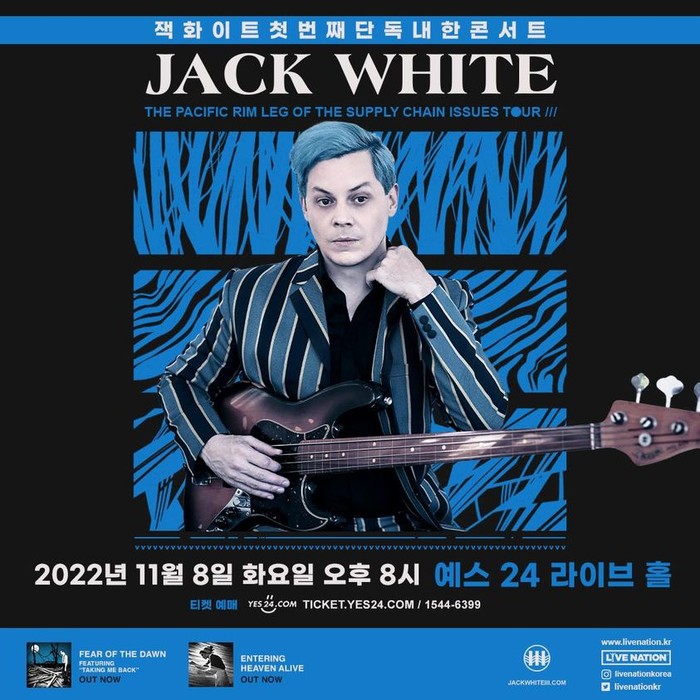 잭화이트첫번째단독내한콘서트
JACK WHITE
THE PACIFIC RIM LEG OF THE SUPPLY CHAIN ISSUES TOUR ///
2022년 11월 8일 화요일 오후 8시 예스 24 라이브 홀
티켓 예매 YES24.COM TICKET.YES24.COM / 1544-6399
FEAR OF THE DAWN
FEATURING
"TAKING ME BACK"
OUT NOW
ENTERING
HEAVEN ALIVE
OUT NOW
JACKWHITEIII.COM
www.livenation.kr
LIVE NATION
livenationkorea
livenationkr